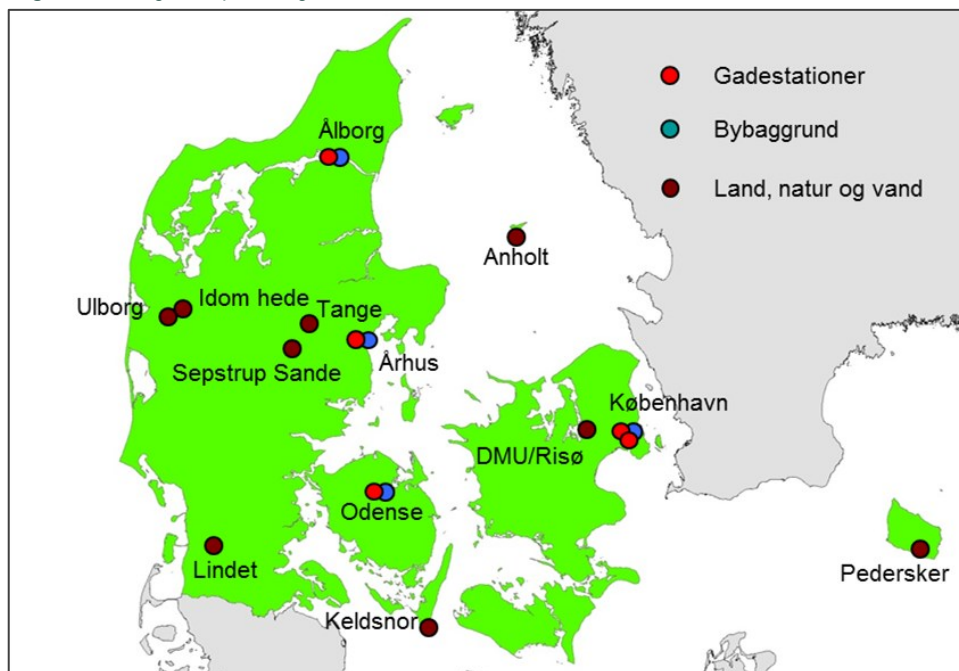 Gadestationer
Bybaggrund
Land, natur og vand
Ålborg
Anholt
Ulborg
Idom hede
Tange
Sepstrup Sande
Århus
København
DMU/Risø
Odense
Lindet
Pedersker
Keldsnor